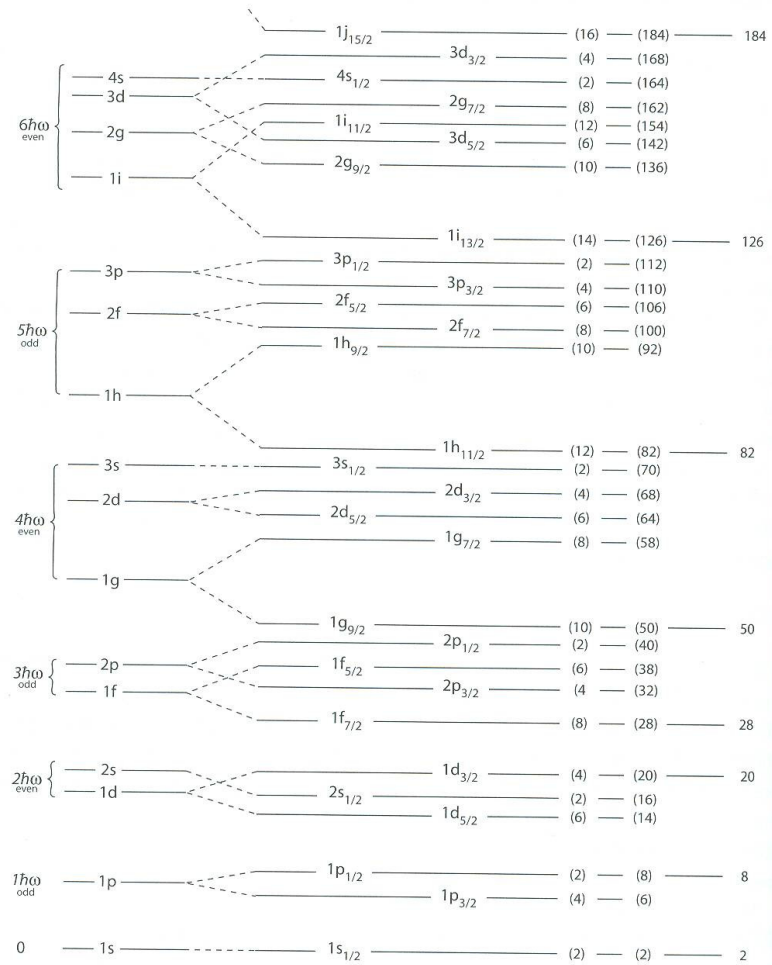 1j15/2 (16) (184) 184
3d3/2 (4) (168)
4s 4s1/2 (2) (164)
3d
2g7/2 (8) (162)
6ħω 1i11/2 (12) (154)
even 2g 3d5/2 (6) (142)
2g9/2 (10) (136)
1i
1i13/2 (14) (126) 126
3p 3p1/2 (2) (112)
3p3/2 (4) (110)
2f 2f5/2 (6) (106)
5ħω 2f7/2 (8) (100)
odd 1h9/2 (10) (92)
1h
1h11/2 (12) (82) 82
3s 3s1/2 (2) (70)
2d 2d3/2 (4) (68)
4ħω 2d5/2 (6) (64)
even 1g7/2 (8) (58)
1g
1g9/2 (10) (50) 50
2p1/2 (2) (40)
3ħω 2p 1f5/2 (6) (38)
odd 1f 2p3/2 (4 (32)
1f7/2 (8) (28) 28
2s 1d3/2 (4) (20) 20
2ħω 1d 2s1/2 (2) (16)
even 1d5/2 (6) (14)
1p1/2 (2) (8) 8
1ħω 1p
odd 1p3/2 (4) (6)
0 1s 1s1/2 (2) (2) 2